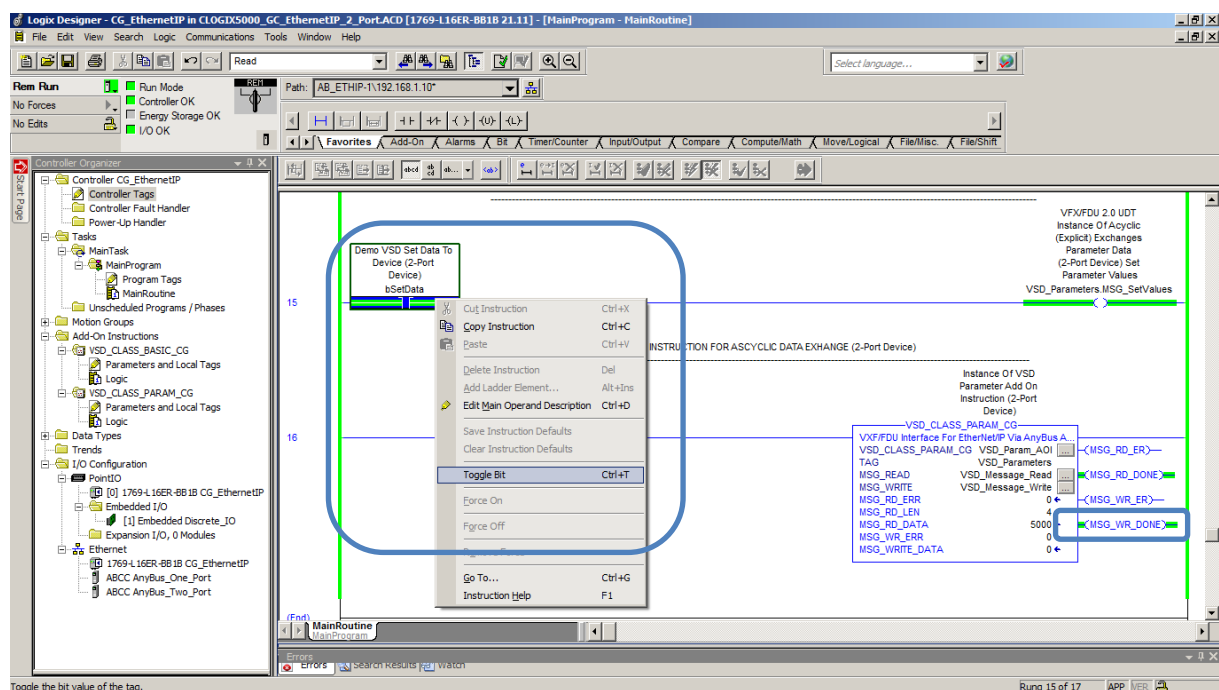 Logix Designer - CG_EthernetIP in CLOGIX5000_GC_EthernetIP_2_Port.ACD [1769-L16ER-BB1B 21.11] - [MainProgram - MainRoutine]
File Edit View Search Logic Communications Tools Window Help
Read
Select language...
Rem Run
Run Mode
REM
Path: AB_ETHIP-1\192.168.1.10*
No Forces
Controller OK
Energy Storage OK
No Edits
I/O OK
Favorites Add-On Alarms Bit Timer/Counter Input/Output Compare Compute/Math Move/Logical File/Misc. File/Shift
Start Page
Controller Organizer
Controller CG_EthernetIP
Controller Tags
Controller Fault Handler
Power-Up Handler
Tasks
MainTask
MainProgram
Program Tags
MainRoutine
Unscheduled Programs / Phases
Motion Groups
Add-On Instructions
VSD_CLASS_BASIC_CG
Parameters and Local Tags
Logic
VSD_CLASS_PARAM_CG
Parameters and Local Tags
Logic
Data Types
Trends
I/O Configuration
PointIO
[0] 1769-L16ER-BB1B CG_EthernetIP
Embedded I/O
[1] Embedded Discrete_IO
Expansion I/O, 0 Modules
Ethernet
1769-L16ER-BB1B CG_EthernetIP
ABCC AnyBus_One_Port
ABCC AnyBus_Two_Port
Demo VSD Set Data To
Device (2-Port
Device)
bSetData
VFX/FDU 2.0 UDT
Instance Of Acyclic
(Explicit) Exchanges
Parameter Data
(2-Port Device) Set
Parameter Values
VSD_Parameters.MSG_SetValues
15
Cut Instruction Ctrl+X
Copy Instruction Ctrl+C
Paste Ctrl+V
Delete Instruction Del
Add Ladder Element... Alt+Ins
Edit Main Operand Description Ctrl+D
Save Instruction Defaults
Clear Instruction Defaults
Toggle Bit Ctrl+T
Force On
Force Off
Go To... Ctrl+G
Instruction Help F1
INSTRUCTION FOR ASCYCLIC DATA EXHANGE (2-Port Device)
Instance Of VSD
Parameter Add On
Instruction (2-Port
Device)
16
VSD_CLASS_PARAM_CG
VXF/FDU Interface For EtherNet/IP Via AnyBus A...
VSD_CLASS_PARAM_CG VSD_Param_AOI ... (MSG_RD_ER)
TAG VSD_Parameters
MSG_READ VSD_Message_Read ... (MSG_RD_DONE)
MSG_WRITE VSD_Message_Write ...
MSG_RD_ERR 0 (MSG_WR_ER)
MSG_RD_LEN 4
MSG_RD_DATA 5000 (MSG_WR_DONE)
MSG_WR_ERR 0
MSG_WRITE_DATA 0
(End)
MainRoutine
MainProgram
Errors
Errors Search Results Watch
Toggle the bit value of the tag.
Rung 15 of 17 APP VER